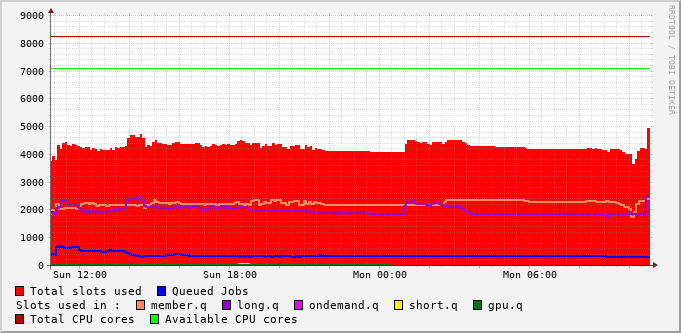 9000
8000
7000
6000
5000
4000
3000
2000
1000
0
Sun 12:00 Sun 18:00 Mon 00:00 Mon 06:00
RRDTOOL / TOBI OETIKER
Total slots used Queued Jobs
Slots used in : member.q long.q ondemand.q short.q gpu.q
Total CPU cores Available CPU cores